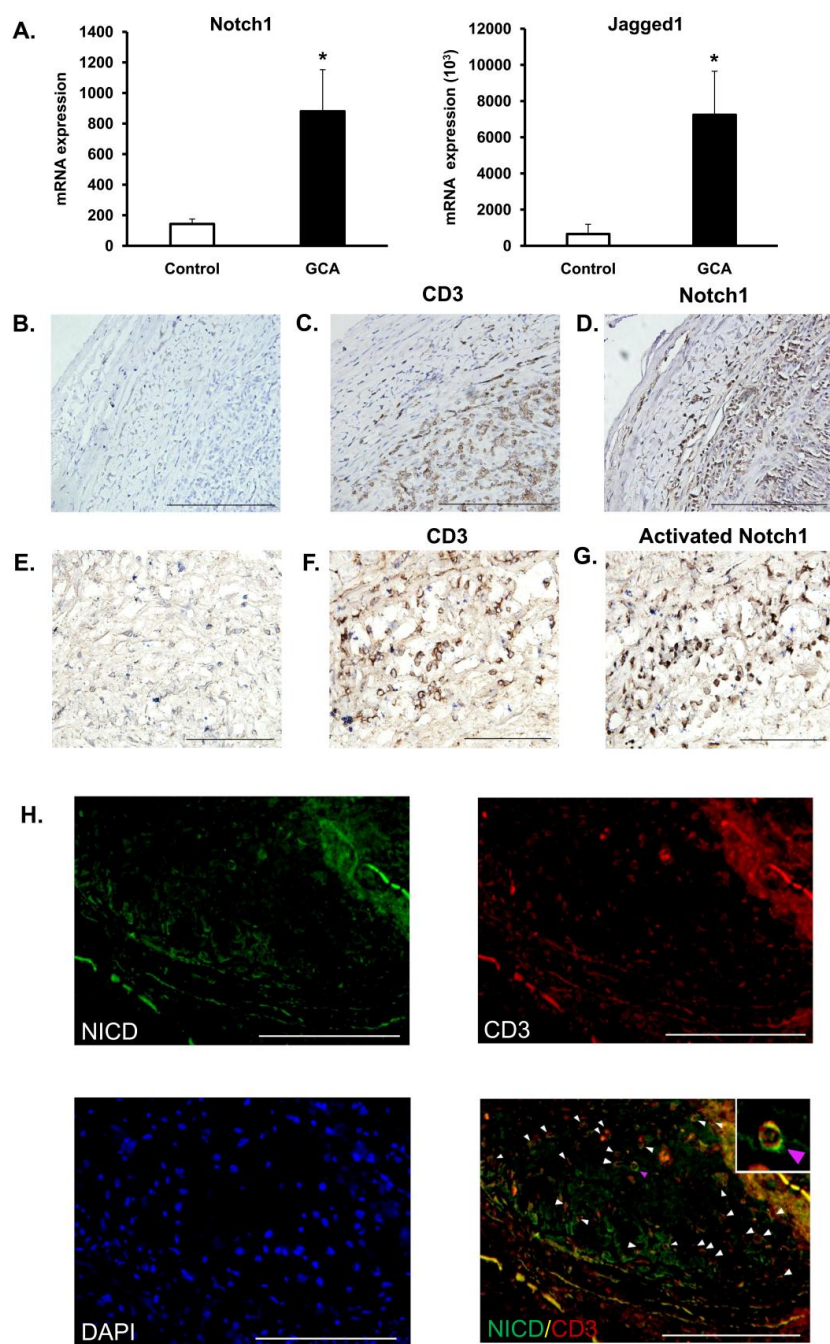 A.
Notch1
mRNA expression
1400
1200
1000
800
600
400
200
0
*
Control
GCA
Jagged1
mRNA expression (10³)
12000
10000
8000
6000
4000
2000
0
*
Control
GCA
B.
C.
CD3
D.
Notch1
E.
F.
CD3
G.
Activated Notch1
H.
NICD
CD3
DAPI
NICD/CD3